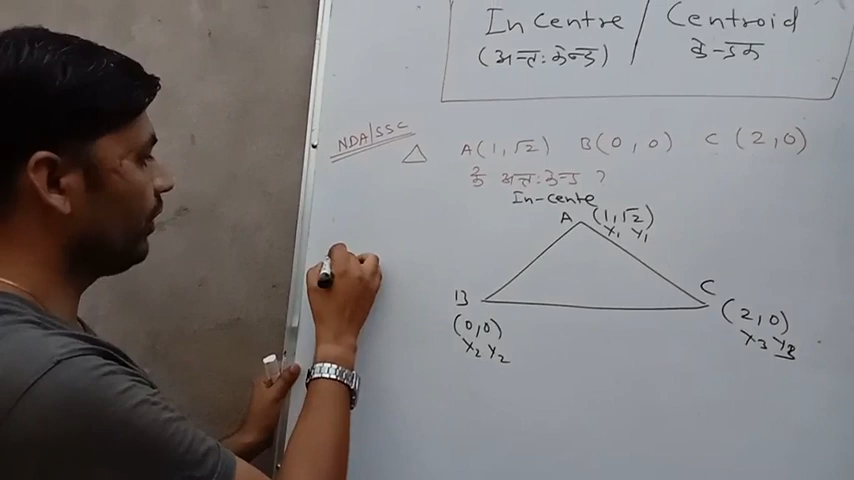 In Centre / Centroid
(अन्त: केन्द्र) केन्द्रक
NDA/SSC
△ A(1,√2) B(0,0) C(2,0)
के अन्त: केन्द्र ?
In-cente
A (1,√2)
x₁ y₁
B
(0,0)
x₂ y₂
C
(2,0)
x₃ y₃